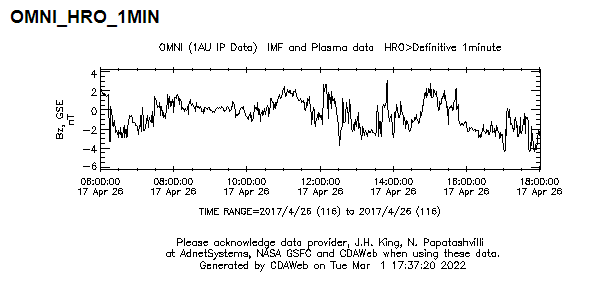 OMNI_HRO_1MIN
OMNI (1AU IP Data) IMF and Plasma data HRO>Definitive 1minute
4
2
0
-2
-4
-6
Bz, GSE
nT
06:00:00 08:00:00 10:00:00 12:00:00 14:00:00 16:00:00 18:00:00
17 Apr 26 17 Apr 26 17 Apr 26 17 Apr 26 17 Apr 26 17 Apr 26 17 Apr 26
TIME RANGE=2017/4/26 (116) to 2017/4/26 (116)
Please acknowledge data provider, J.H. King, N. Papatashvilli
at AdnetSystems, NASA GSFC and CDAWeb when using these data.
Generated by CDAWeb on Tue Mar 1 17:37:20 2022